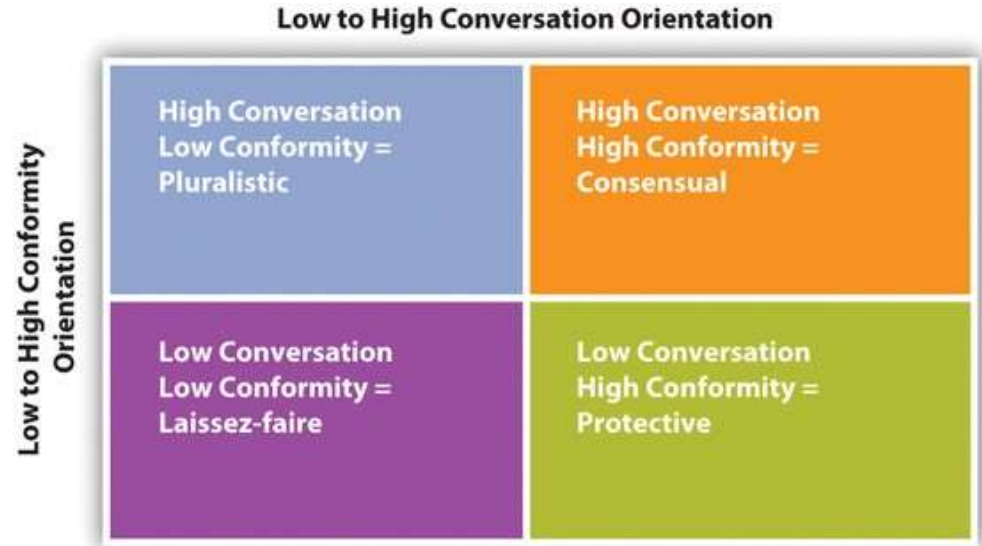 Low to High Conversation Orientation
Low to High Conformity
Orientation
High Conversation
Low Conformity =
Pluralistic
High Conversation
High Conformity =
Consensual
Low Conversation
Low Conformity =
Laissez-faire
Low Conversation
High Conformity =
Protective